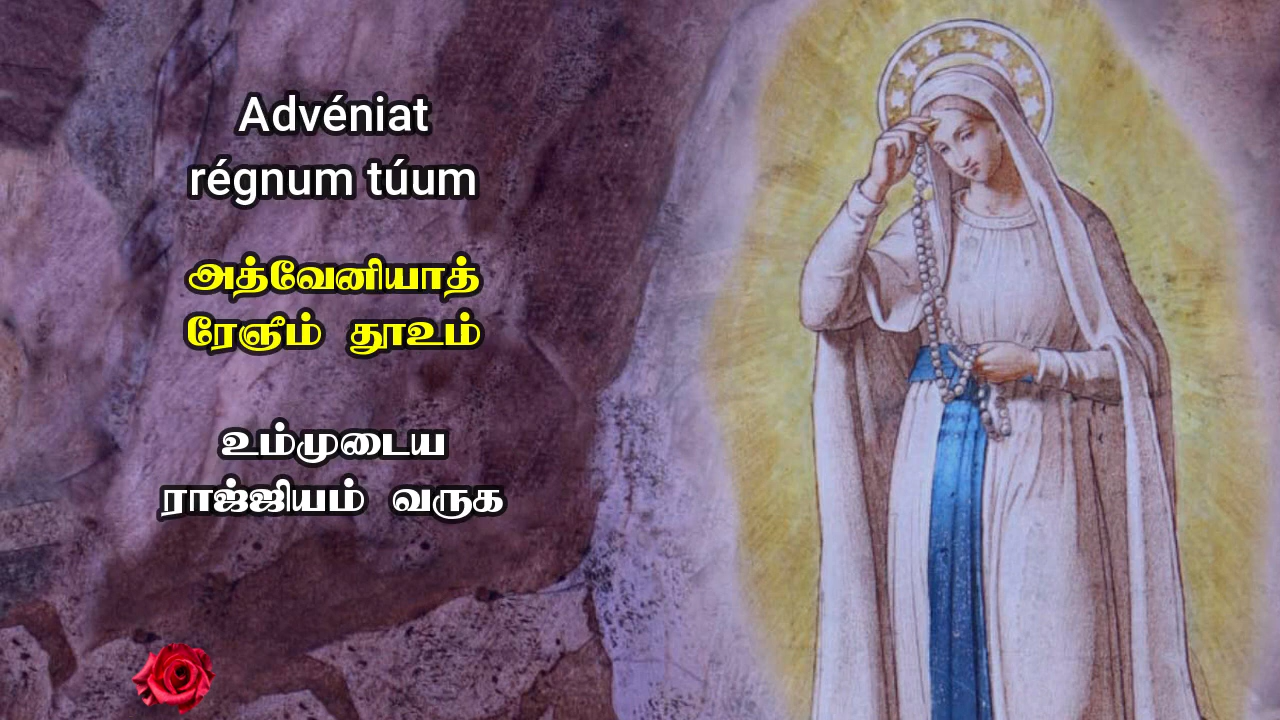 Advéniat
régnum túum
அத்வேனியாத்
ரேஞீம் தூஉம்
உம்முடைய
ராஜ்ஜியம் வருக